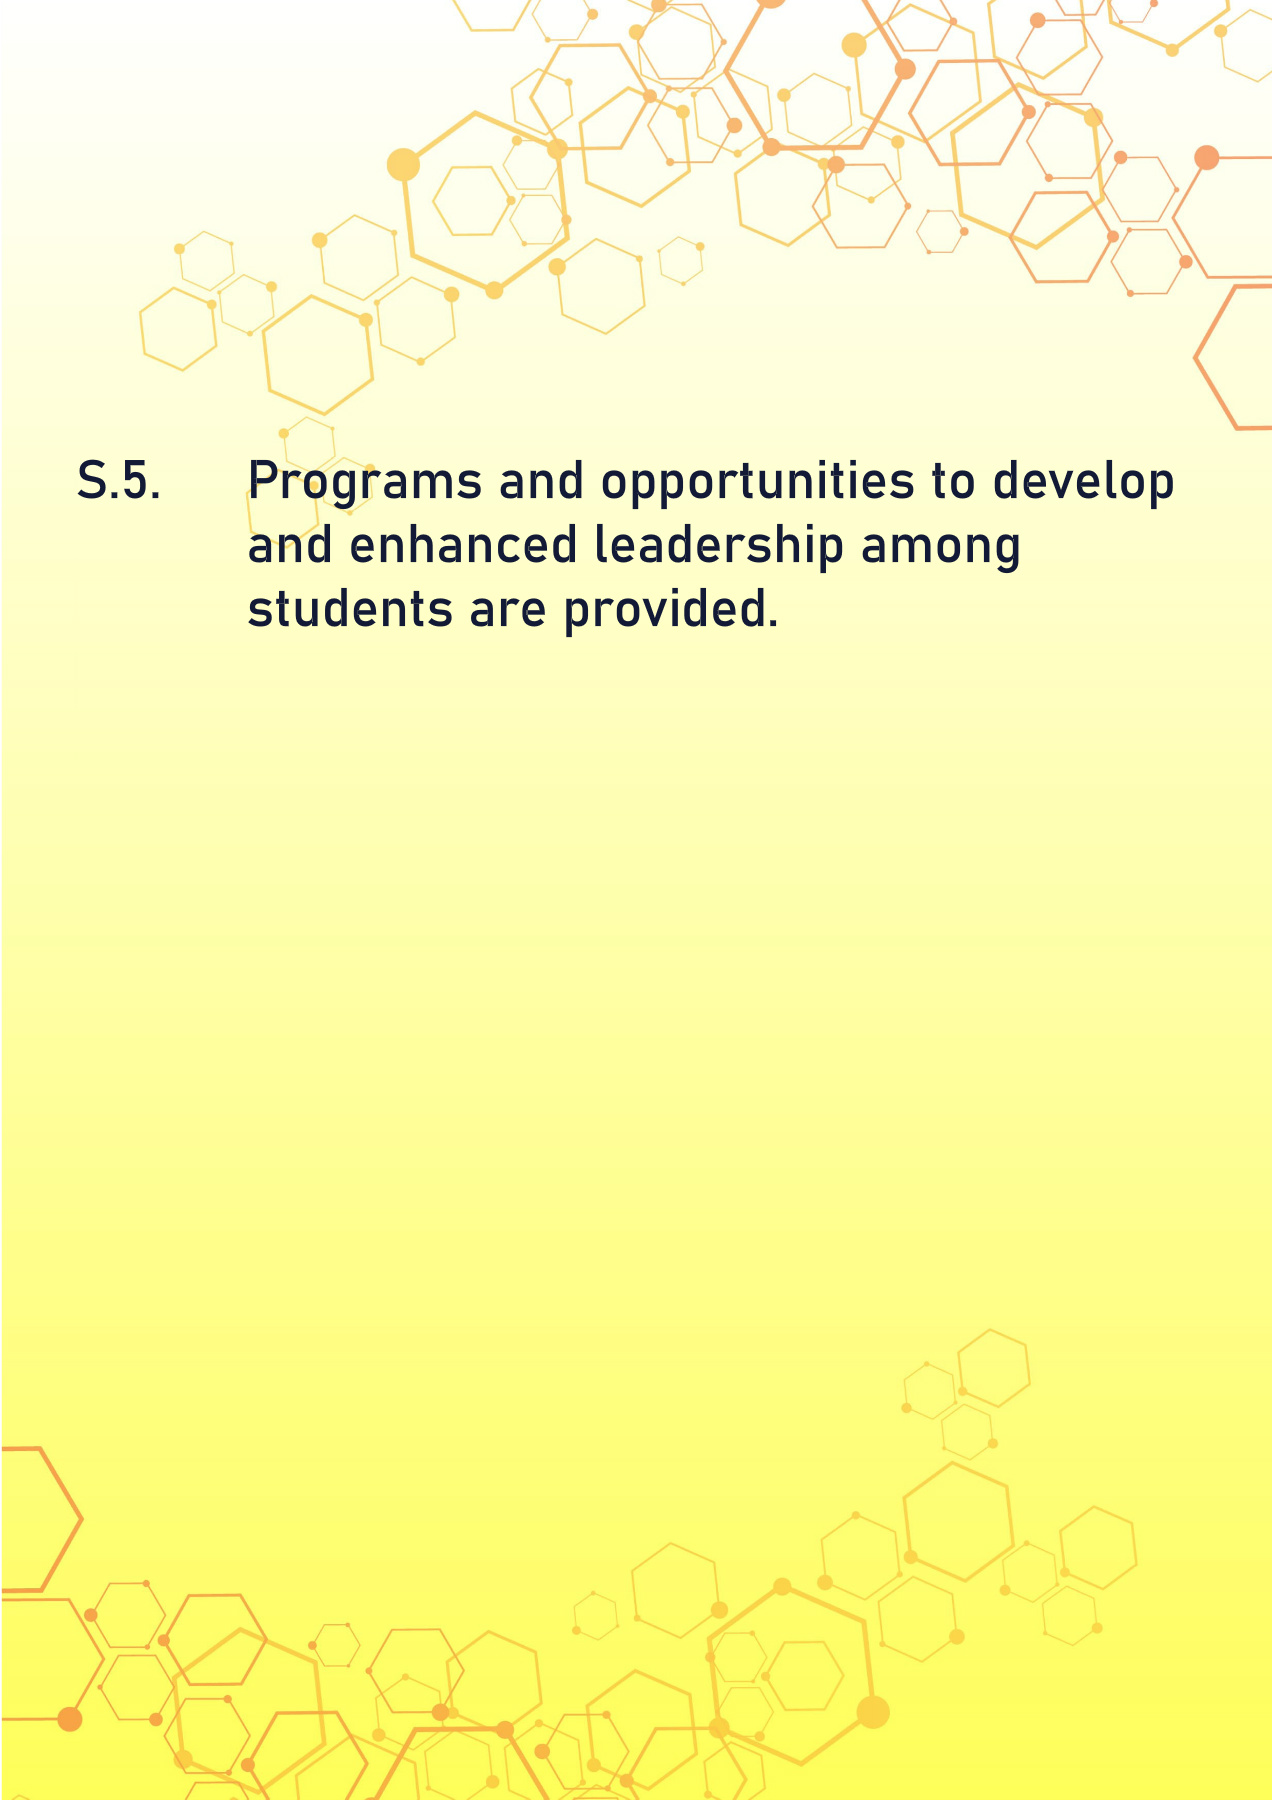 S.5. Programs and opportunities to develop
and enhanced leadership among
students are provided.